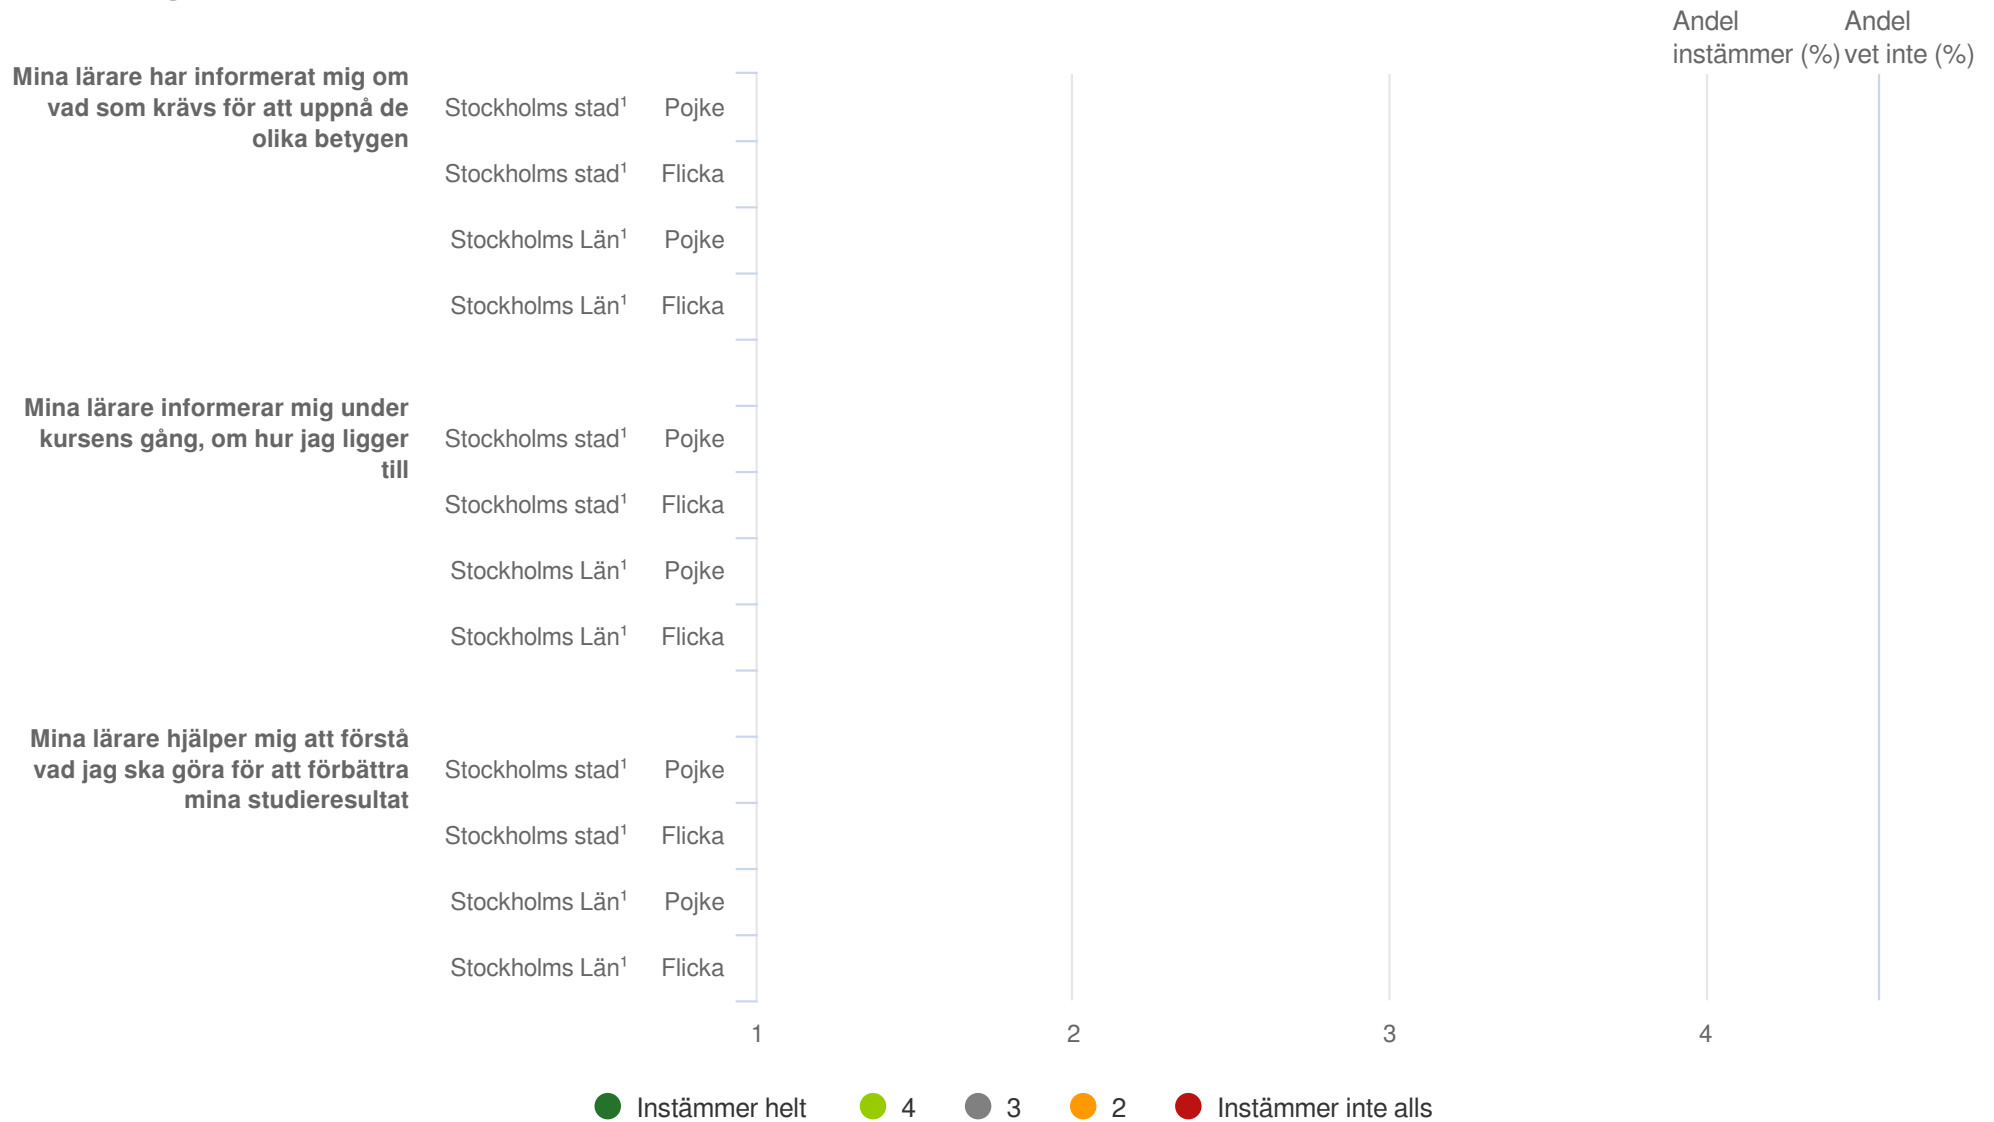 Andel Andel
instämmer (%) vet inte (%)
Mina lärare har informerat mig om
vad som krävs för att uppnå de
olika betygen
Stockholms stad¹ Pojke
Stockholms stad¹ Flicka
Stockholms Län¹ Pojke
Stockholms Län¹ Flicka
Mina lärare informerar mig under
kursens gång, om hur jag ligger
till
Stockholms stad¹ Pojke
Stockholms stad¹ Flicka
Stockholms Län¹ Pojke
Stockholms Län¹ Flicka
Mina lärare hjälper mig att förstå
vad jag ska göra för att förbättra
mina studieresultat
Stockholms stad¹ Pojke
Stockholms stad¹ Flicka
Stockholms Län¹ Pojke
Stockholms Län¹ Flicka
1 2 3 4
Instämmer helt 4 3 2 Instämmer inte alls